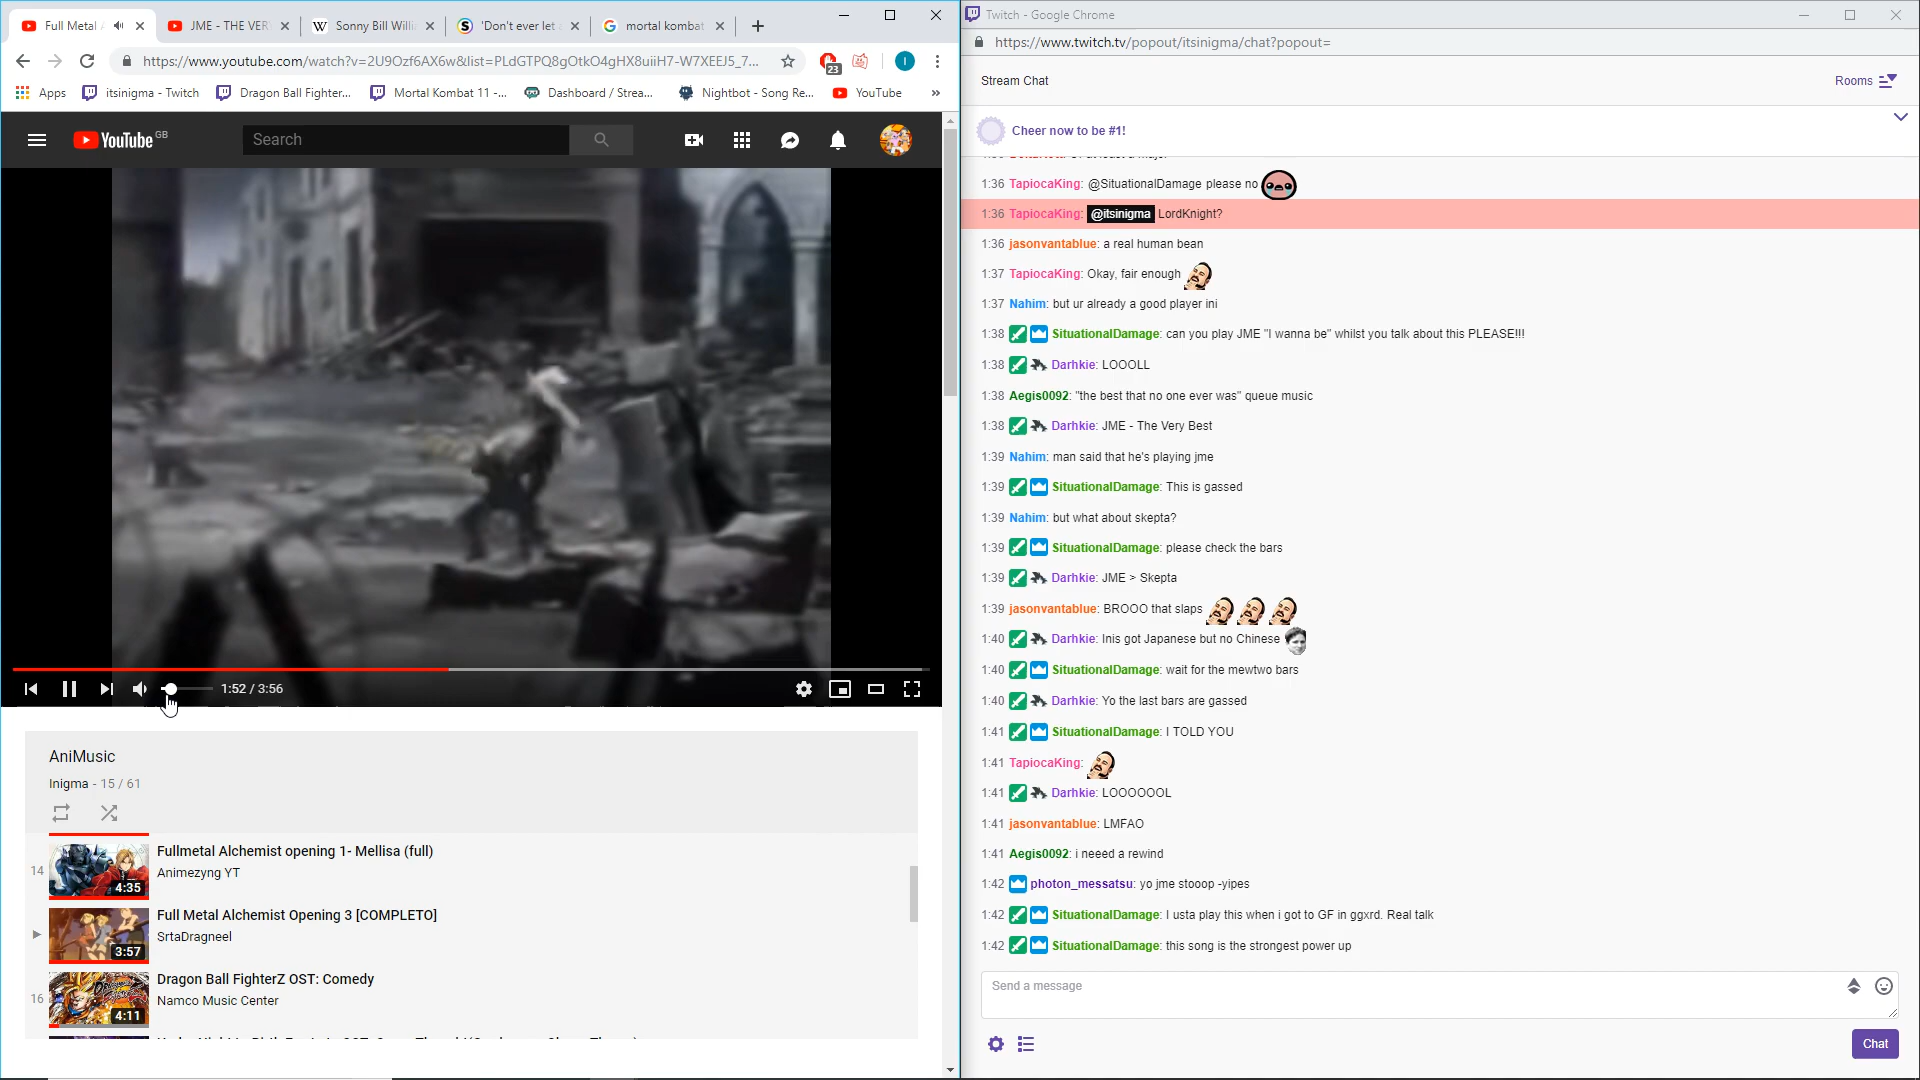 Full Metal A
JME - THE VER
Sonny Bill Willi
'Don't ever let
mortal kombat
https://www.youtube.com/watch?v=2U9Ozf6AX6w&list=PLdGTPQ8gOtkO4gHX8uiiH7-W7XEEJ5_7...
23
I
Apps
itsinigma - Twitch
Dragon Ball Fighter...
Mortal Kombat 11 -...
Dashboard / Strea...
Nightbot - Song Re...
YouTube
»
YouTube GB
Search
1:52 / 3:56
AniMusic
Inigma - 15 / 61
14
Fullmetal Alchemist opening 1- Mellisa (full)
Animezyng YT
4:35
Full Metal Alchemist Opening 3 [COMPLETO]
SrtaDragneel
3:57
16
Dragon Ball FighterZ OST: Comedy
Namco Music Center
4:11
Twitch - Google Chrome
https://www.twitch.tv/popout/itsinigma/chat?popout=
Stream Chat
Rooms
Cheer now to be #1!
1:36 TapiocaKing: @SituationalDamage please no
1:36 TapiocaKing: @itsinigma LordKnight?
1:36 jasonvantablue: a real human bean
1:37 TapiocaKing: Okay, fair enough
1:37 Nahim: but ur already a good player ini
1:38 SituationalDamage: can you play JME "I wanna be" whilst you talk about this PLEASE!!!
1:38 Darhkie: LOOOLL
1:38 Aegis0092: "the best that no one ever was" queue music
1:38 Darhkie: JME - The Very Best
1:39 Nahim: man said that he's playing jme
1:39 SituationalDamage: This is gassed
1:39 Nahim: but what about skepta?
1:39 SituationalDamage: please check the bars
1:39 Darhkie: JME > Skepta
1:39 jasonvantablue: BROOO that slaps
1:40 Darhkie: Inis got Japanese but no Chinese
1:40 SituationalDamage: wait for the mewtwo bars
1:40 Darhkie: Yo the last bars are gassed
1:41 SituationalDamage: I TOLD YOU
1:41 TapiocaKing:
1:41 Darhkie: LOOOOOOL
1:41 jasonvantablue: LMFAO
1:41 Aegis0092: i neeed a rewind
1:42 photon_messatsu: yo jme stooop -yipes
1:42 SituationalDamage: I usta play this when i got to GF in ggxrd. Real talk
1:42 SituationalDamage: this song is the strongest power up
Send a message
Chat